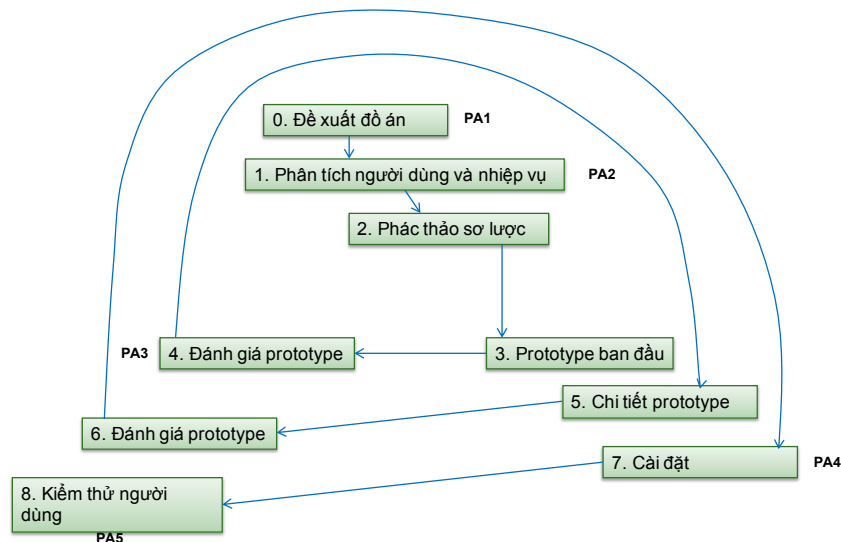 0. Đề xuất đồ án
PA1
1. Phân tích người dùng và nhiệp vụ
PA2
2. Phác thảo sơ lược
PA3
4. Đánh giá prototype
3. Prototype ban đầu
5. Chi tiết prototype
6. Đánh giá prototype
7. Cài đặt
PA4
8. Kiểm thử người
dùng
PA5